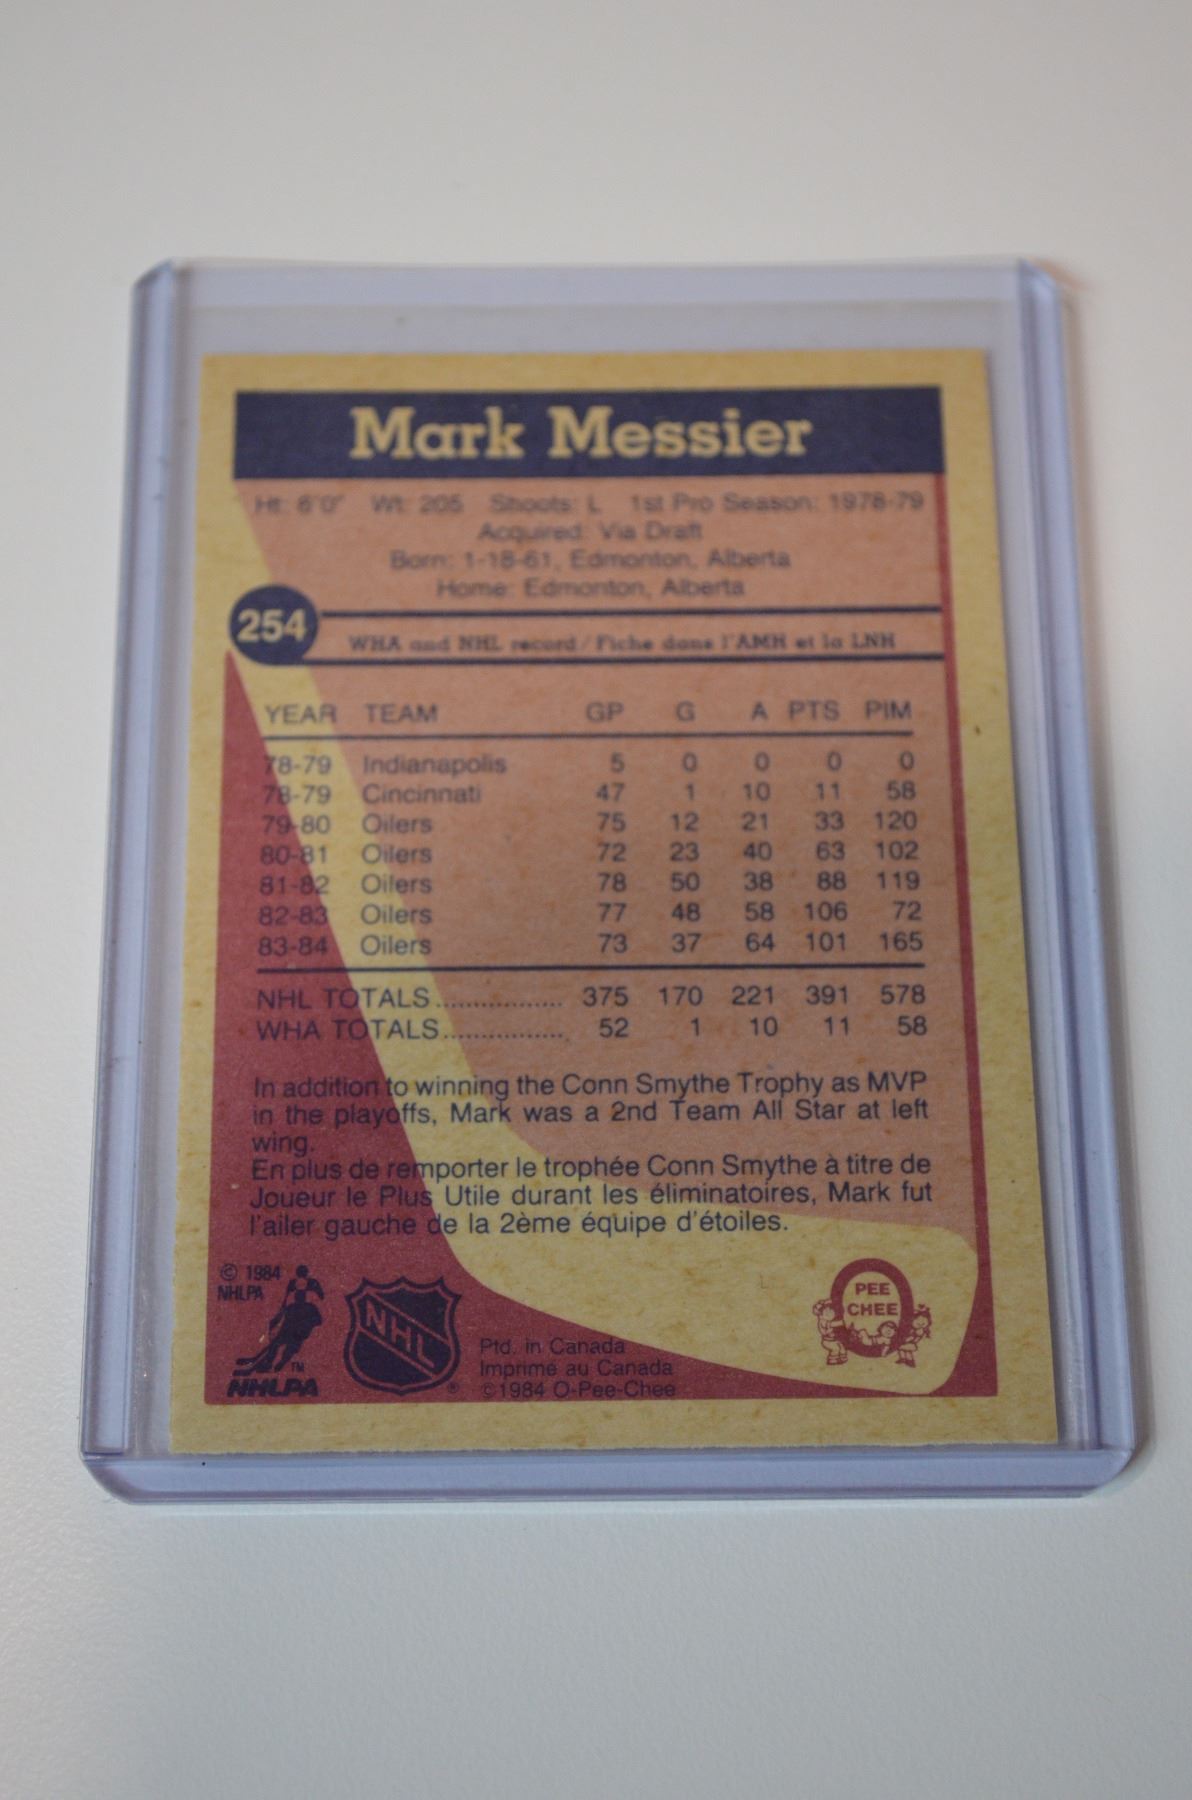 Mark Messier
Ht: 6'0" Wt: 205 Shoots: L 1st Pro Season: 1978-79
Acquired: Via Draft
Born: 1-18-61, Edmonton, Alberta
Home: Edmonton, Alberta
254
WHA and NHL record/Fiche dans l'AMH et la LNH
YEAR TEAM GP G A PTS PIM
78-79 Indianapolis 5 0 0 0 0
78-79 Cincinnati 47 1 10 11 58
79-80 Oilers 75 12 21 33 120
80-81 Oilers 72 23 40 63 102
81-82 Oilers 78 50 38 88 119
82-83 Oilers 77 48 58 106 72
83-84 Oilers 73 37 64 101 165
NHL TOTALS................. 375 170 221 391 578
WHA TOTALS................. 52 1 10 11 58
In addition to winning the Conn Smythe Trophy as MVP
in the playoffs, Mark was a 2nd Team All Star at left
wing.
En plus de remporter le trophée Conn Smythe à titre de
Joueur le Plus Utile durant les éliminatoires, Mark fut
l'ailer gauche de la 2ème équipe d'étoiles.
© 1984
NHLPA
TM
NHLPA
NHL
®
Ptd. in Canada
Imprimé au Canada
©1984 O-Pee-Chee
O
PEE
CHEE